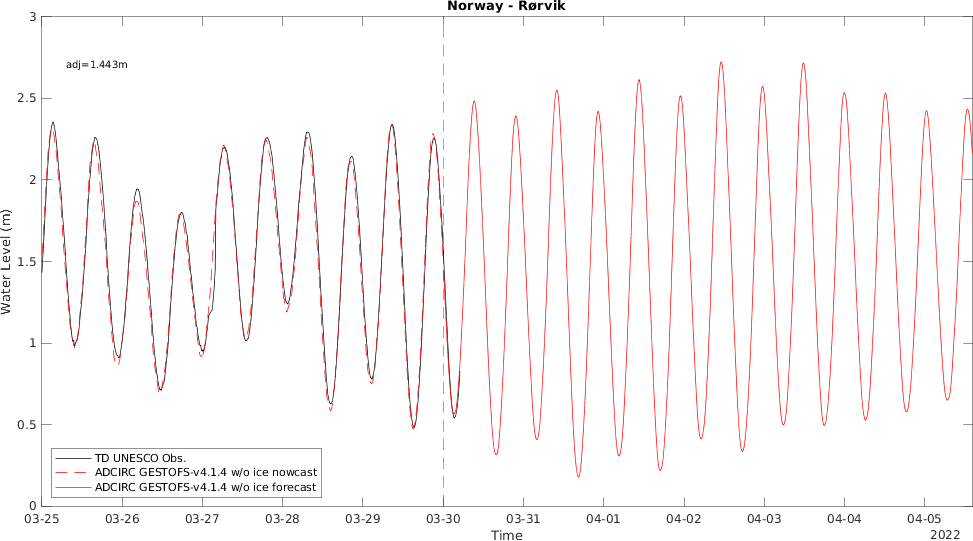 Norway - Rørvik
3
adj=1.443m
2.5
2
1.5
Water Level (m)
1
0.5
TD UNESCO Obs.
ADCIRC GESTOFS-v4.1.4 w/o ice nowcast
ADCIRC GESTOFS-v4.1.4 w/o ice forecast
0
03-25 03-26 03-27 03-28 03-29 03-30 03-31 04-01 04-02 04-03 04-04 04-05
Time
2022